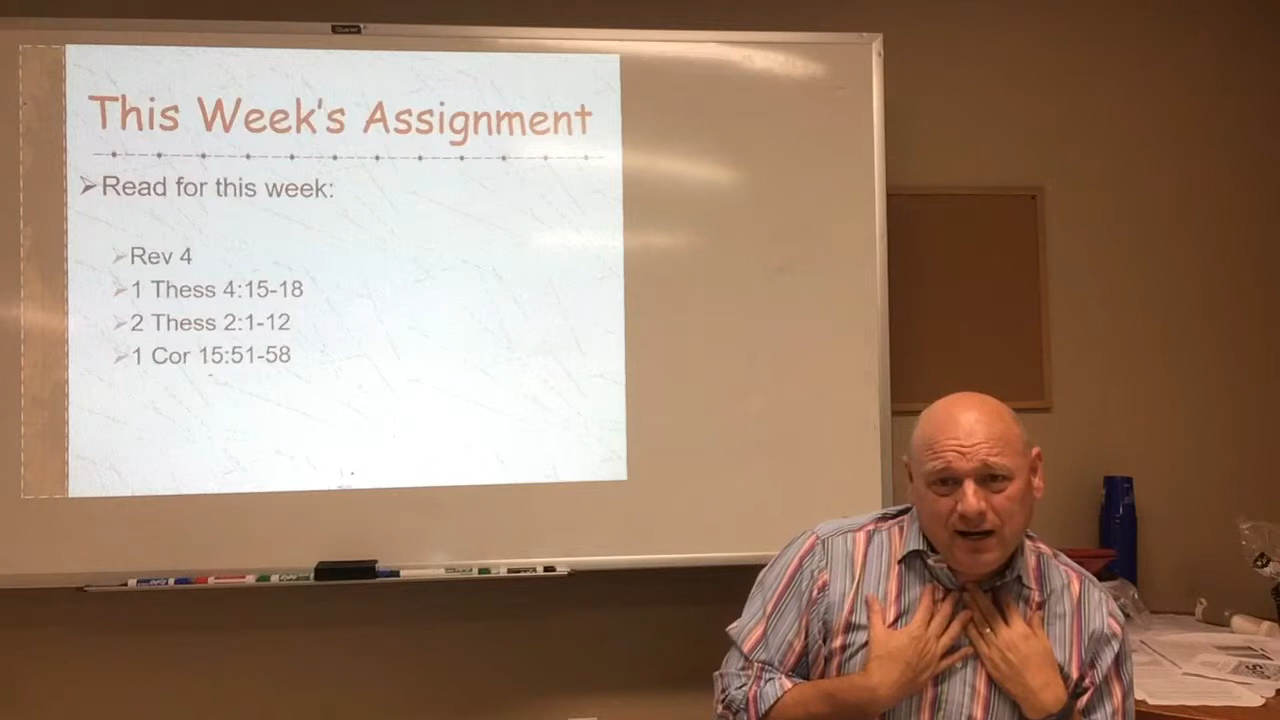 This Week's Assignment
➢Read for this week:
➢Rev 4
➢1 Thess 4:15-18
➢2 Thess 2:1-12
➢1 Cor 15:51-58